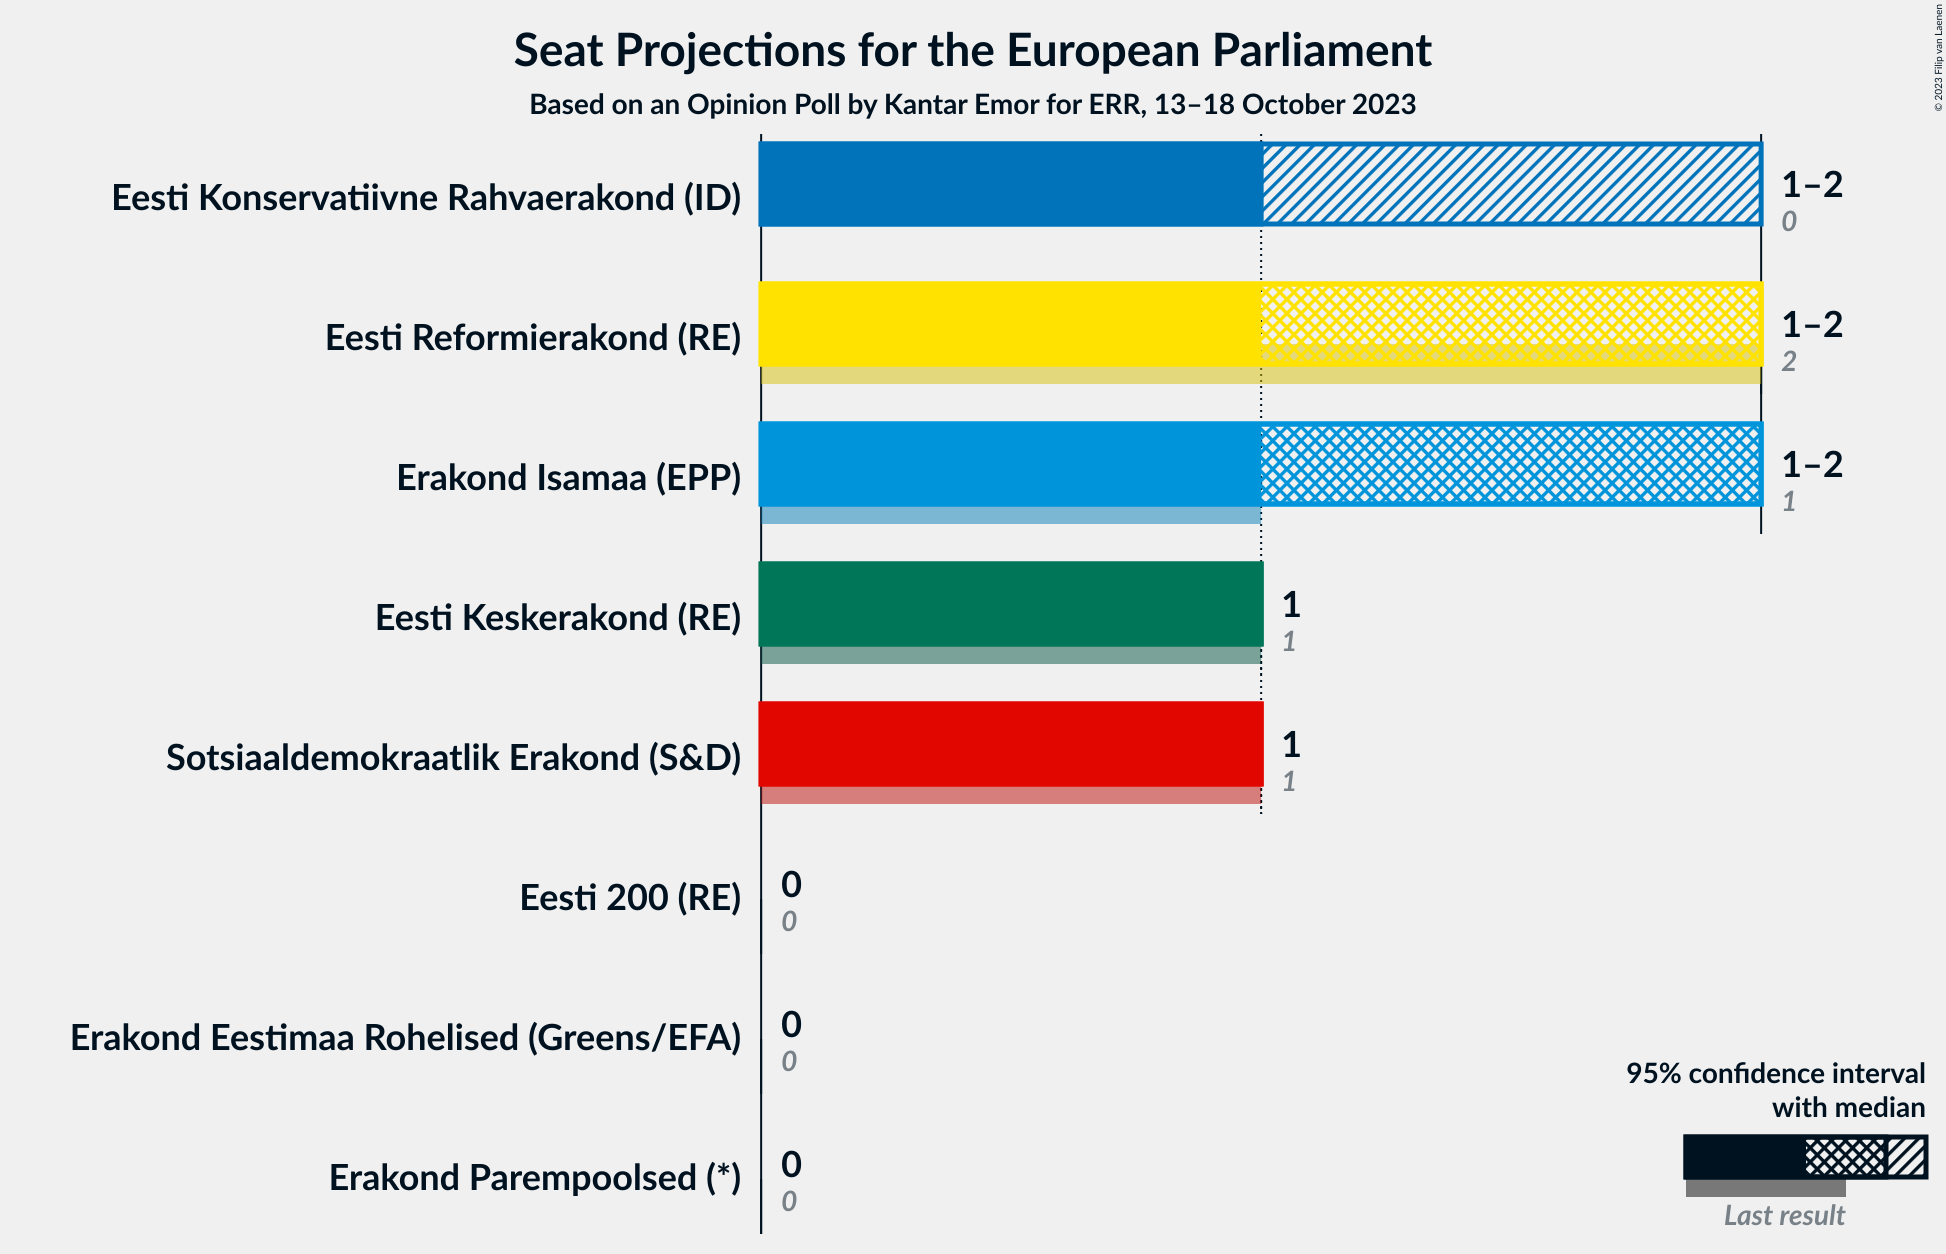 Seat Projections for the European Parliament
Based on an Opinion Poll by Kantar Emor for ERR, 13–18 October 2023
© 2023 Filip van Laenen
Eesti Konservatiivne Rahvaerakond (ID)
1–2
0
Eesti Reformierakond (RE)
1–2
2
Erakond Isamaa (EPP)
1–2
1
Eesti Keskerakond (RE)
1
1
Sotsiaaldemokraatlik Erakond (S&D)
1
1
Eesti 200 (RE)
0
0
Erakond Eestimaa Rohelised (Greens/EFA)
0
0
Erakond Parempoolsed (*)
0
0
95% confidence interval
with median
Last result